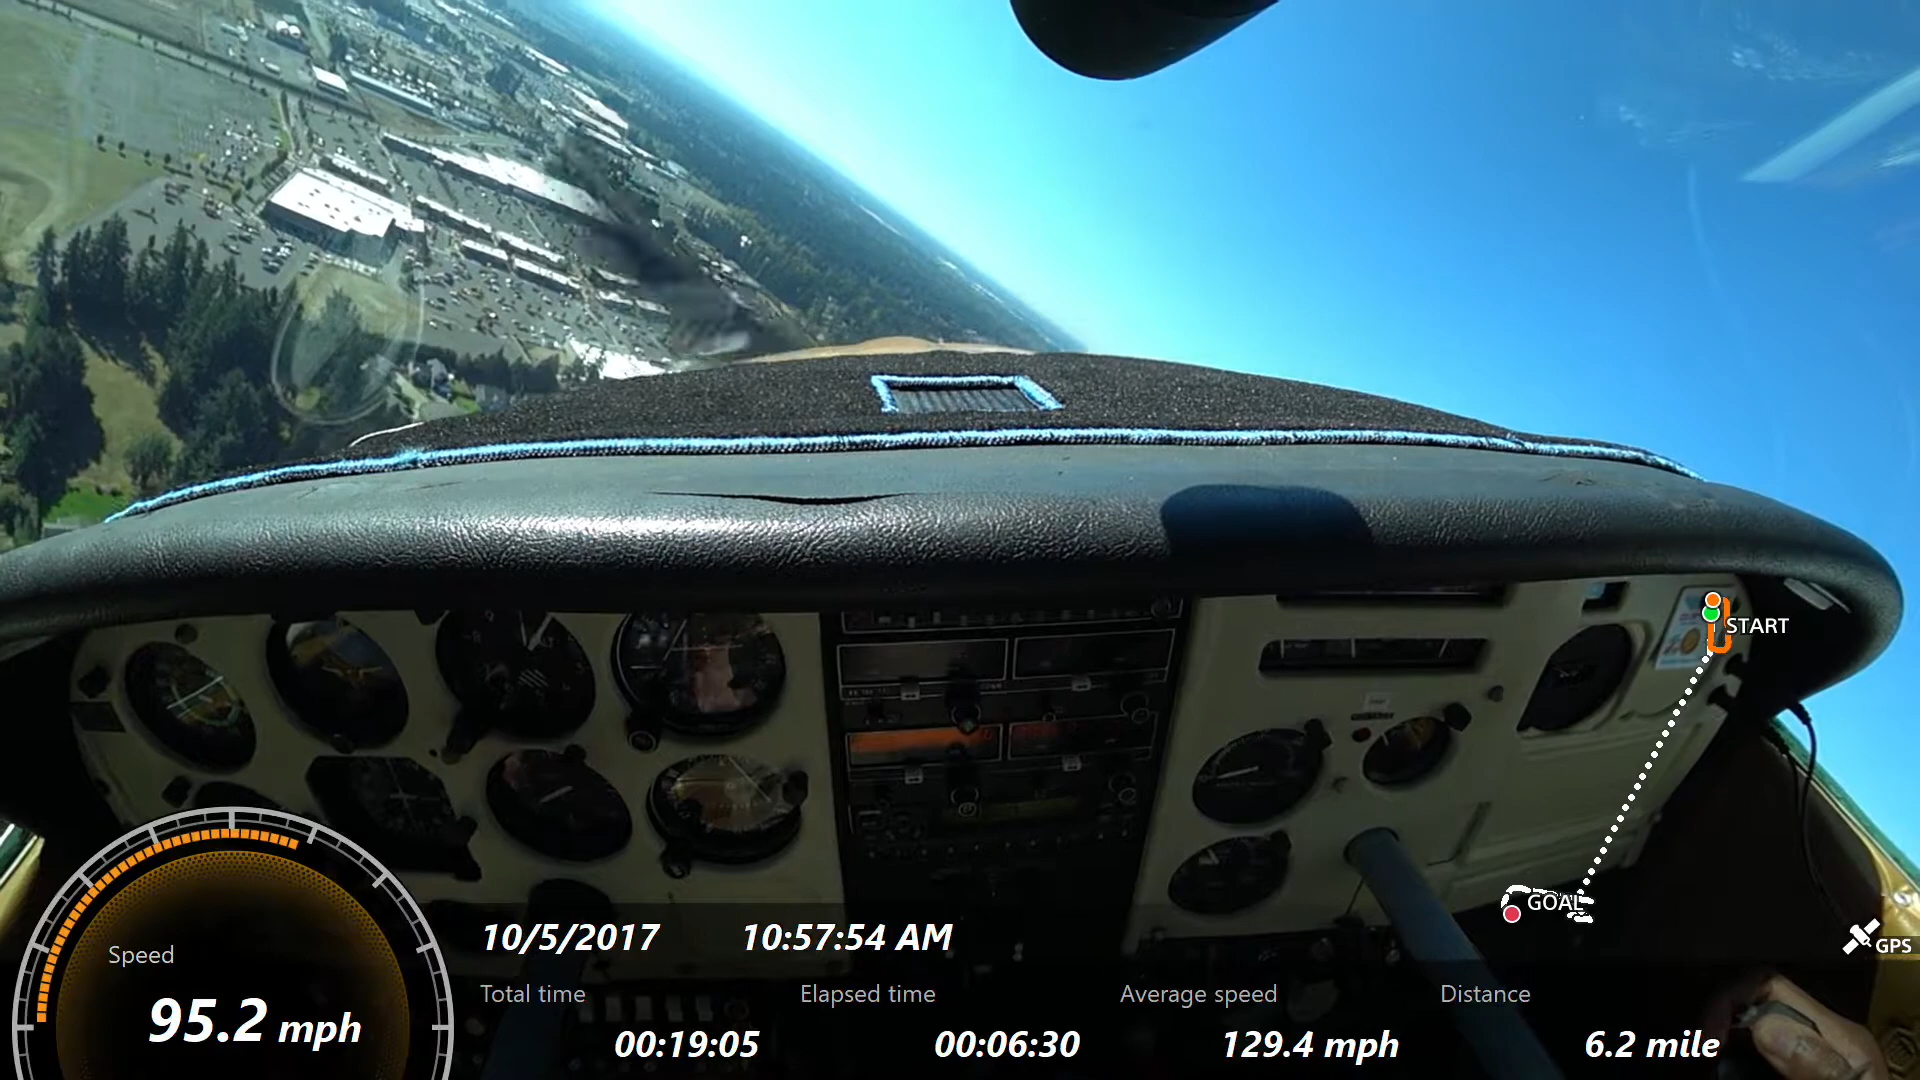 START
GOAL
GPS
10/5/2017 10:57:54 AM
Speed
95.2 mph
Total time Elapsed time Average speed Distance
00:19:05 00:06:30 129.4 mph 6.2 mile